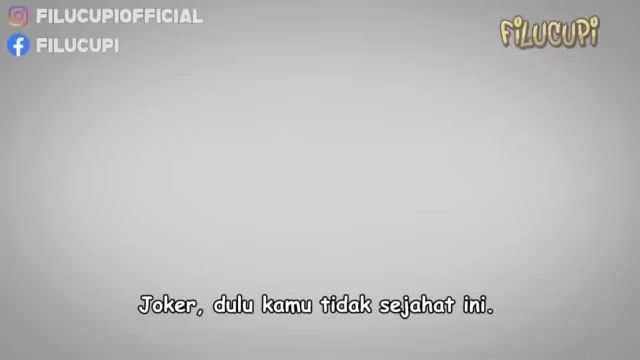 FILUCUPIOFFICIAL
FILUCUPI
FiLUCUPi
Joker, dulu kamu tidak sejahat ini.